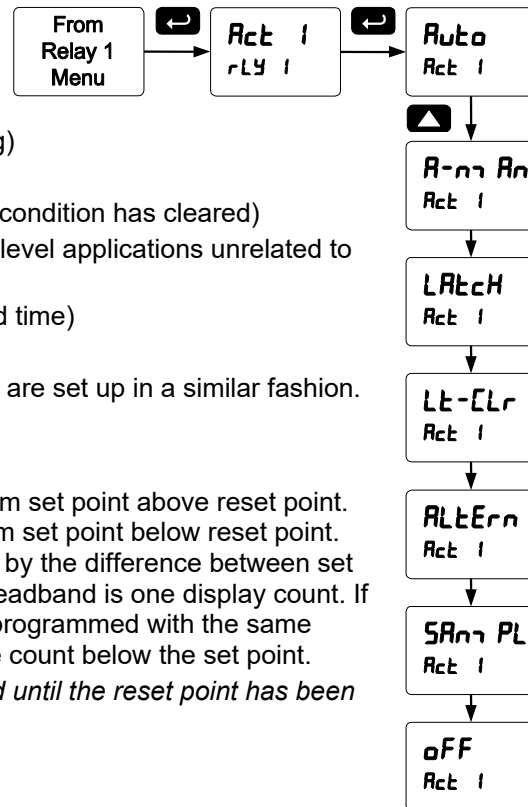 From
Relay 1
Menu
Act 1
rLY 1
Auto
Act 1
g)
A-man
Act 1
condition has cleared)
level applications unrelated to
LAtcH
Act 1
d time)
Lt-CLr
Act 1
are set up in a similar fashion.
ALtErn
Act 1
m set point above reset point.
m set point below reset point.
by the difference between set
eadband is one display count. If
programmed with the same
e count below the set point.
d until the reset point has been
SAmPL
Act 1
oFF
Act 1